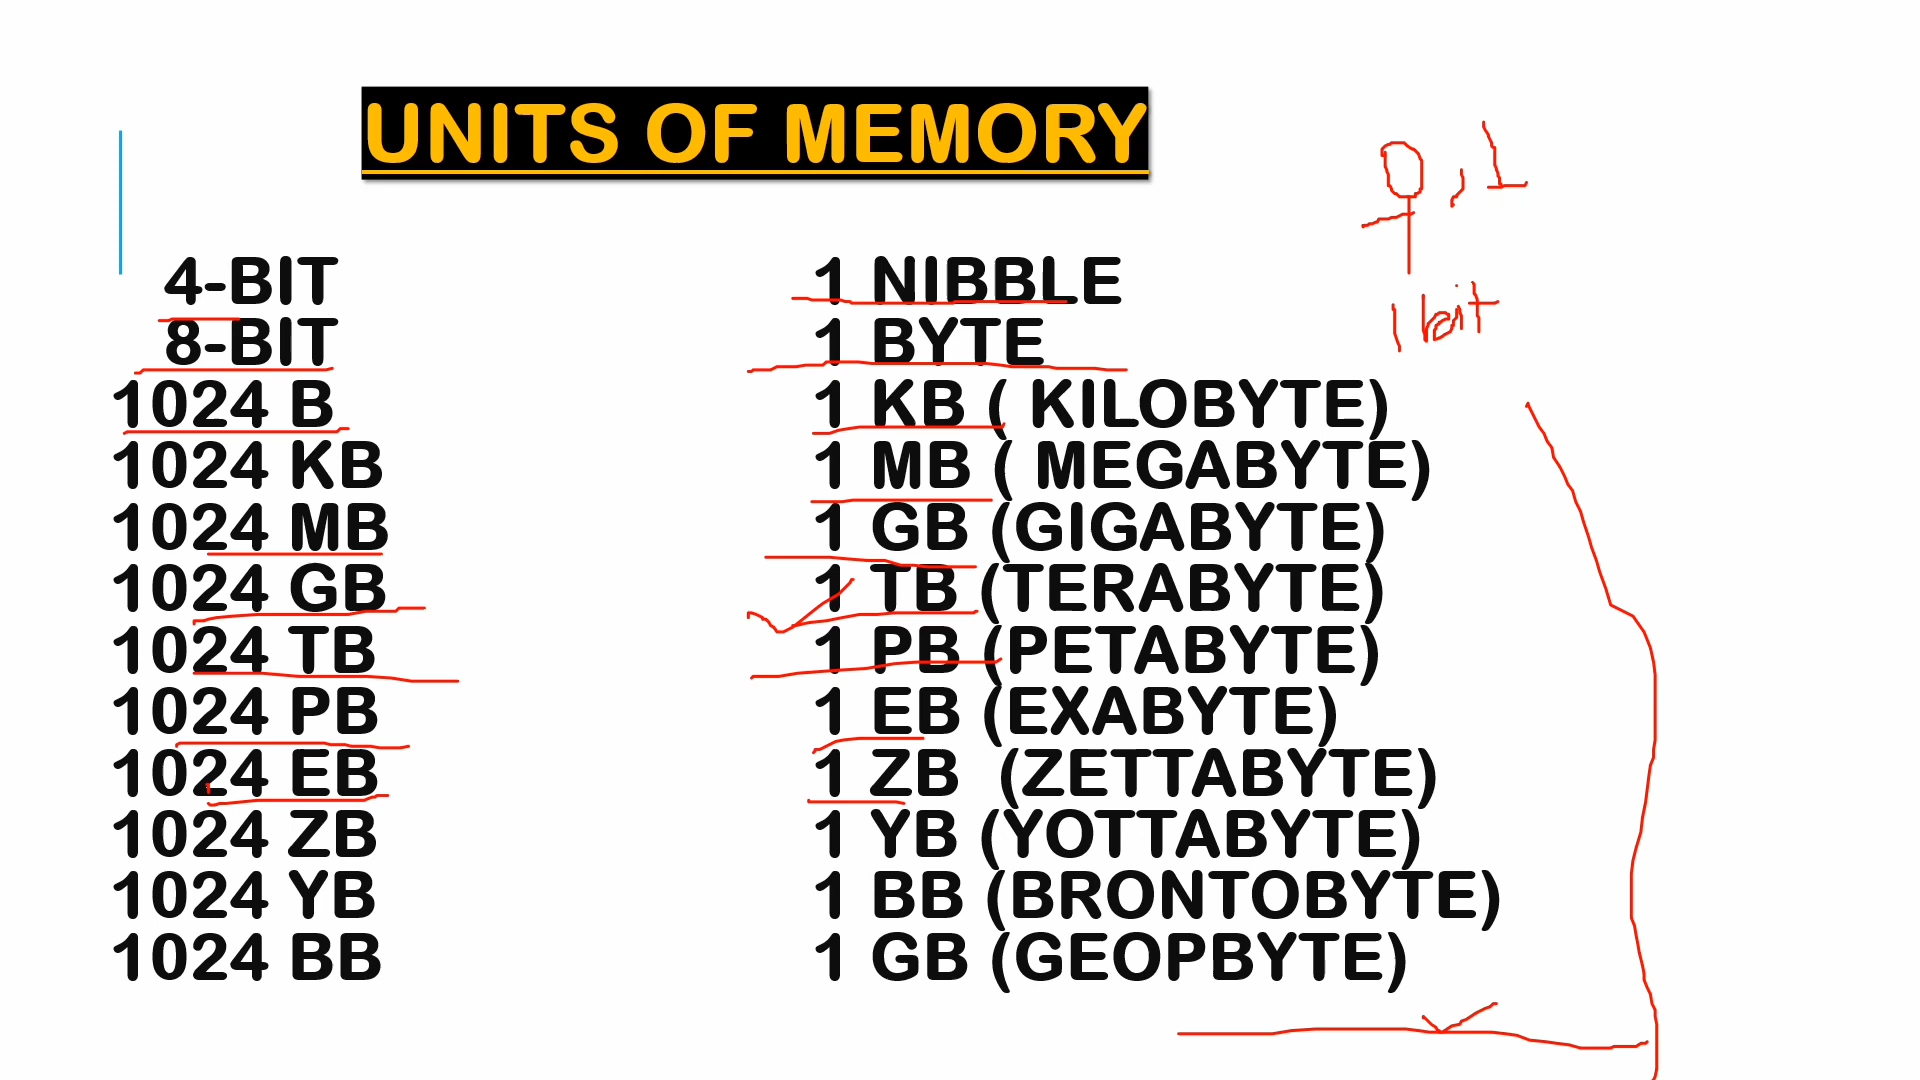 UNITS OF MEMORY
0, 1
1 bit
4-BIT 1 NIBBLE
8-BIT 1 BYTE
1024 B 1 KB ( KILOBYTE)
1024 KB 1 MB ( MEGABYTE)
1024 MB 1 GB (GIGABYTE)
1024 GB 1 TB (TERABYTE)
1024 TB 1 PB (PETABYTE)
1024 PB 1 EB (EXABYTE)
1024 EB 1 ZB (ZETTABYTE)
1024 ZB 1 YB (YOTTABYTE)
1024 YB 1 BB (BRONTOBYTE)
1024 BB 1 GB (GEOPBYTE)